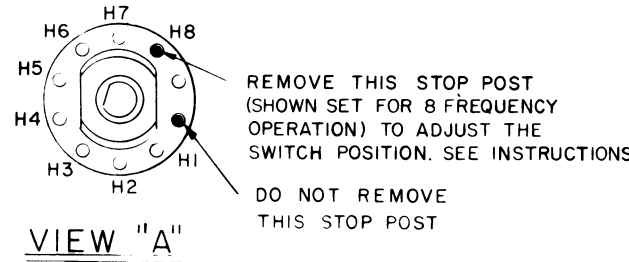 H7
H6
H8
H5
H4
H3
H2
H1
REMOVE THIS STOP POST
(SHOWN SET FOR 8 FREQUENCY
OPERATION) TO ADJUST THE
SWITCH POSITION. SEE INSTRUCTIONS
DO NOT REMOVE
THIS STOP POST
VIEW "A"